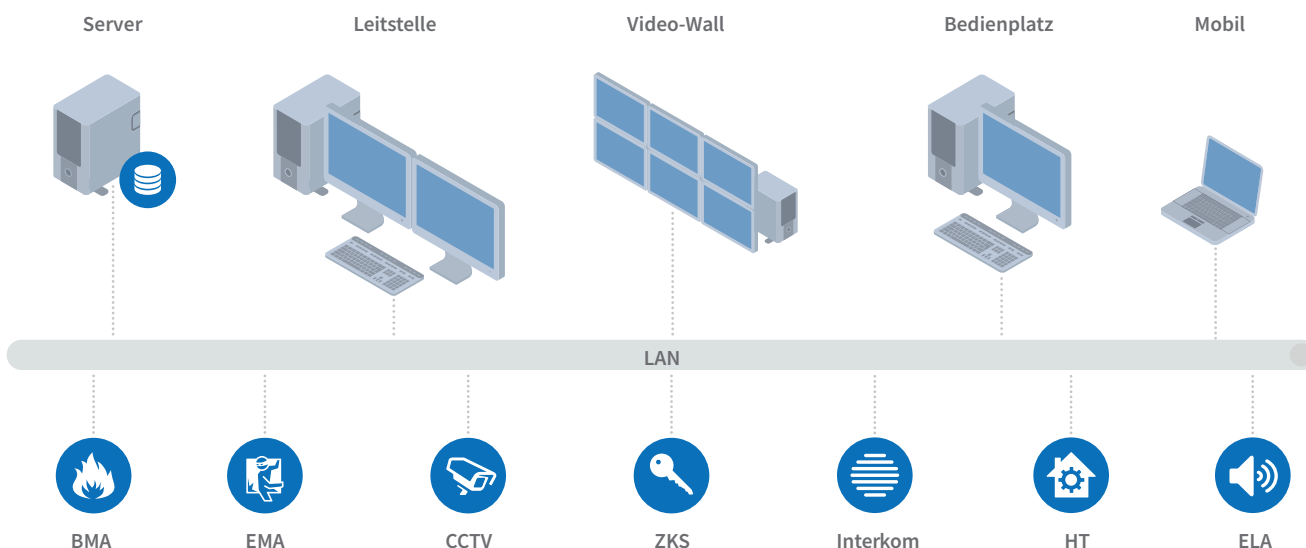 Server
Leitstelle
Video-Wall
Bedienplatz
Mobil
LAN
BMA
EMA
CCTV
ZKS
Interkom
HT
ELA